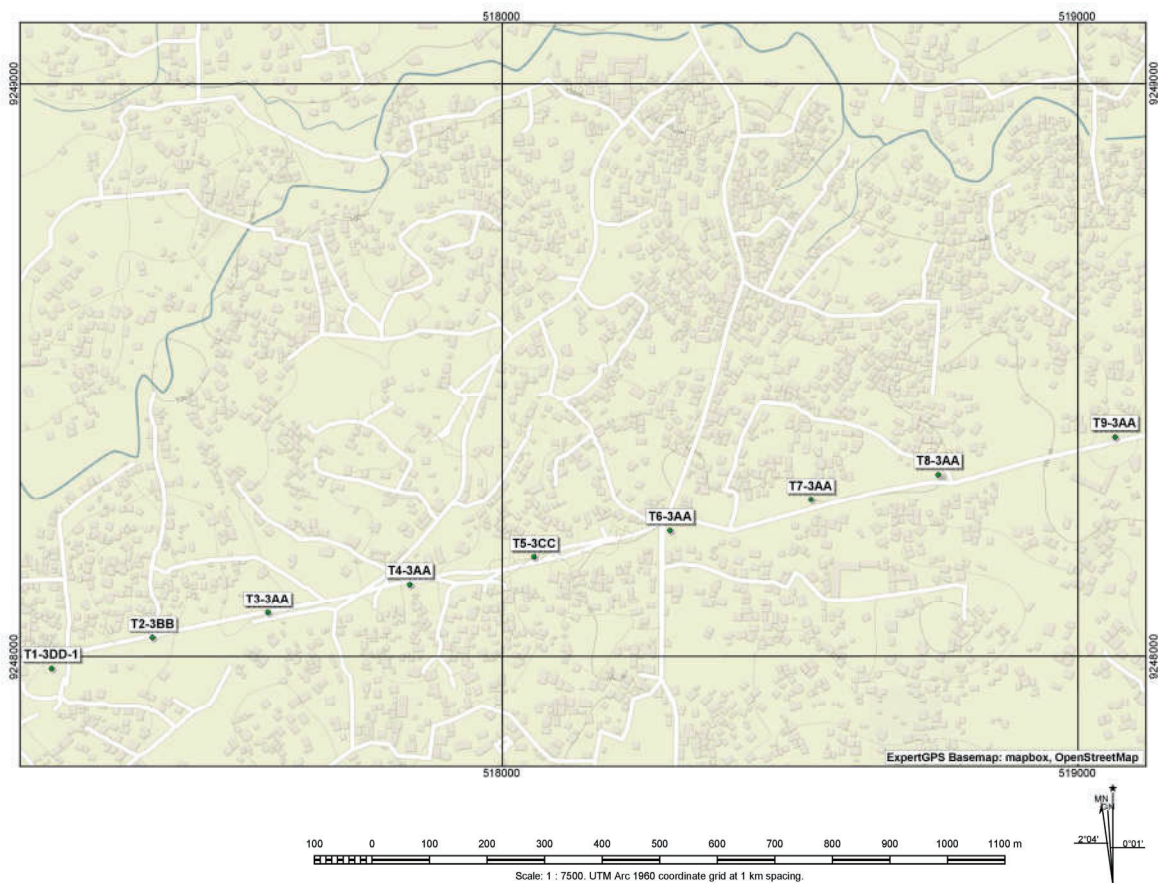 518000 519000
9249000 9249000
T9-3AA
T8-3AA
T7-3AA
T6-3AA
T5-3CC
T4-3AA
T3-3AA
T2-3BB
T1-3DD-1
9248000 9248000
ExpertGPS Basemap: mapbox, OpenStreetMap
518000 519000
MN
GN
2°04' 0°01'
100 0 100 200 300 400 500 600 700 800 900 1000 1100 m
Scale: 1 : 7500. UTM Arc 1960 coordinate grid at 1 km spacing.